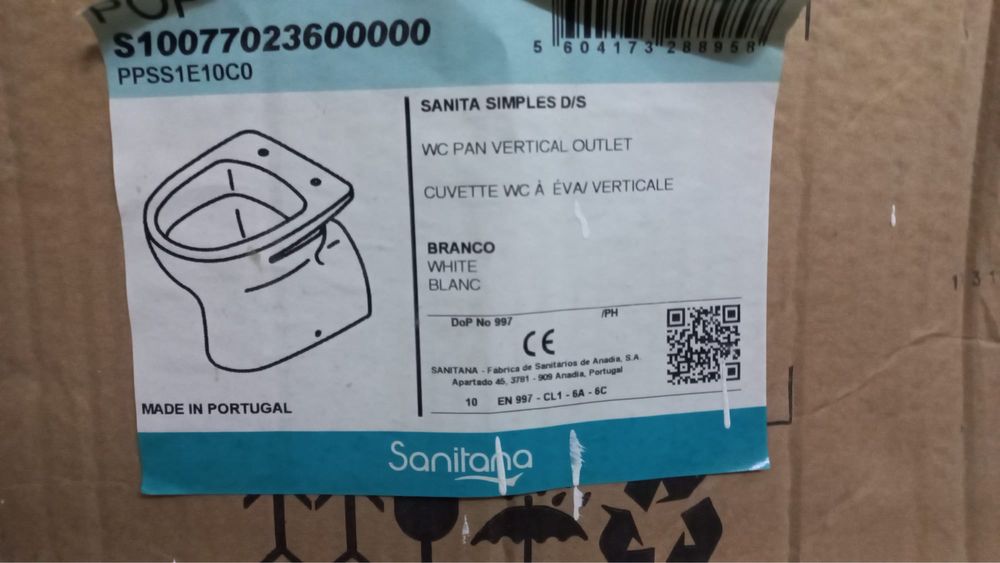 POP
S10077023600000
PPSS1E10C0
5 604173 288958
SANITA SIMPLES D/S
WC PAN VERTICAL OUTLET
CUVETTE WC À ÉVA/ VERTICALE
BRANCO
WHITE
BLANC
DoP No 997 /PH
CE
SANITANA - Fábrica de Sanitários de Anadia, S.A.
Apartado 45, 3781 - 909 Anadia, Portugal
10 EN 997 - CL1 - 6A - 6C
MADE IN PORTUGAL
Sanitana